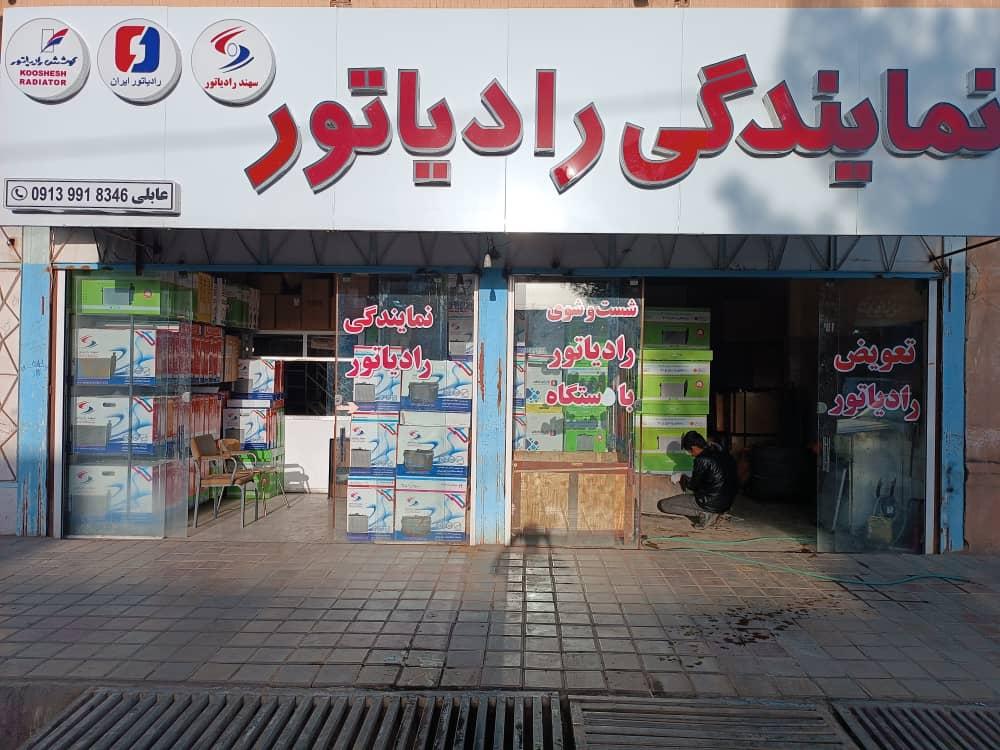 نمایندگی رادیاتور
سهند رادیاتور
رادیاتور ایران
کوشش رادیاتور
KOOSHESH
RADIATOR
عابلی 0913 991 8346
نمایندگی
رادیاتور
شست و شوی
رادیاتور
با دستگاه
تعویض
رادیاتور